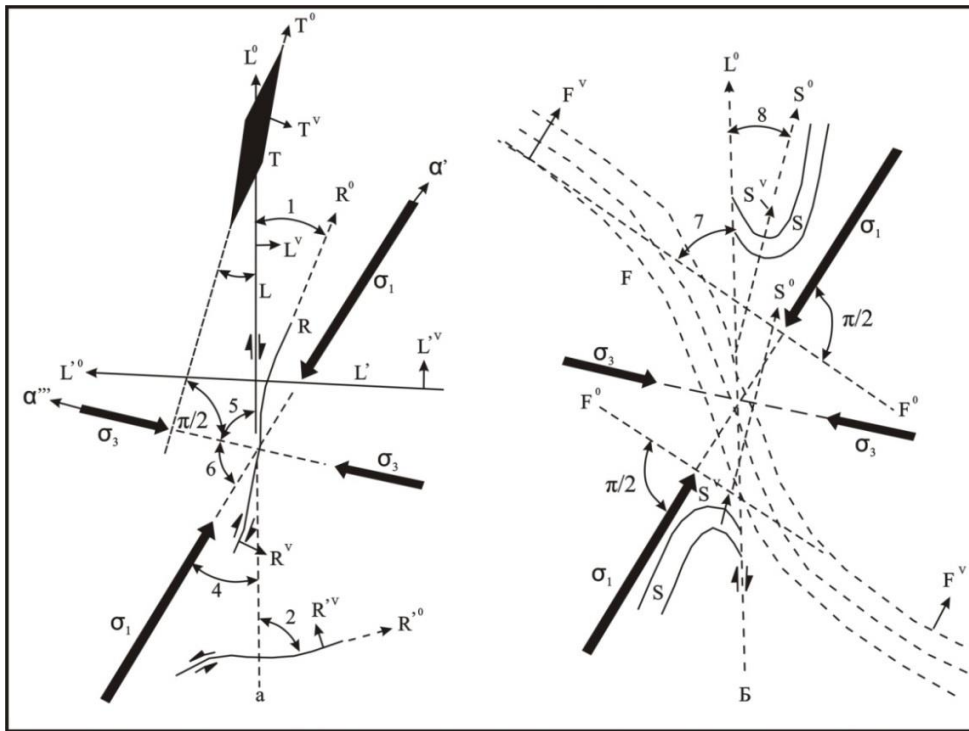 T⁰
L⁰
Tᵛ
T
α'
R⁰
1
Lᵛ
σ₁
L
R
L'ᵛ
L'⁰
L'
α'''
5
π/2
σ₃
6
σ₃
Rᵛ
4
2
R'ᵛ
R'⁰
σ₁
а
L⁰
S⁰
Fᵛ
8
Sᵛ
S
7
σ₁
F
S⁰
π/2
σ₃
F⁰
F⁰
σ₃
π/2
Sᵛ
σ₁
S
Fᵛ
Б